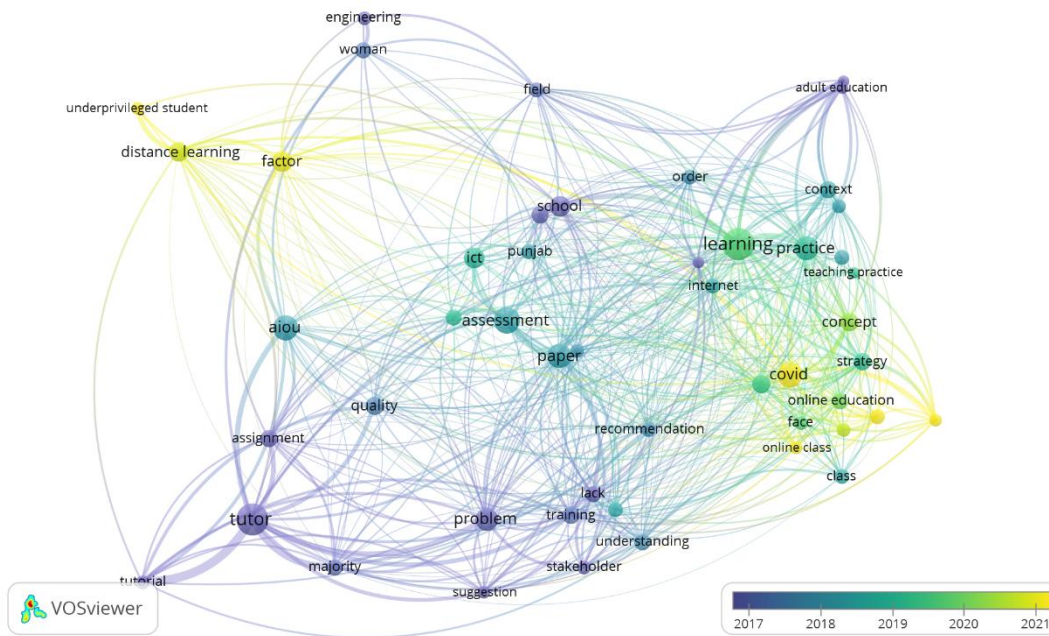 engineering
woman
field
adult education
underprivileged student
distance learning
factor
order
context
school
learning
practice
punjab
ict
teaching practice
internet
aiou
assessment
concept
paper
strategy
covid
quality
online education
assignment
recommendation
face
online class
class
lack
tutor
problem
training
understanding
majority
stakeholder
tutorial
suggestion
VOSviewer
2017 2018 2019 2020 2021